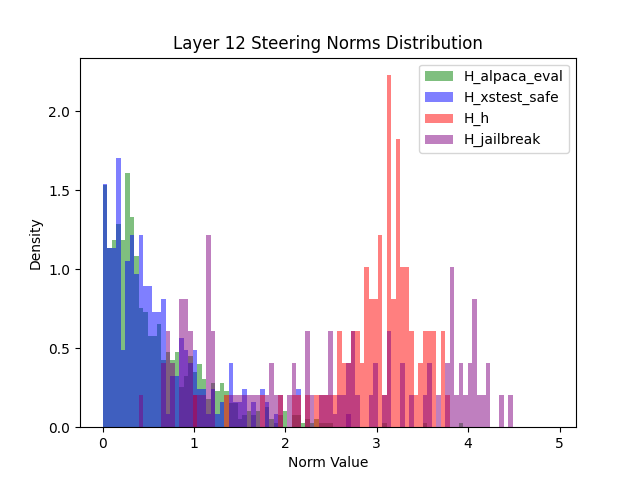 Layer 12 Steering Norms Distribution
H_alpaca_eval
H_xstest_safe
H_h
H_jailbreak
Density
2.0
1.5
1.0
0.5
0.0
0 1 2 3 4 5
Norm Value